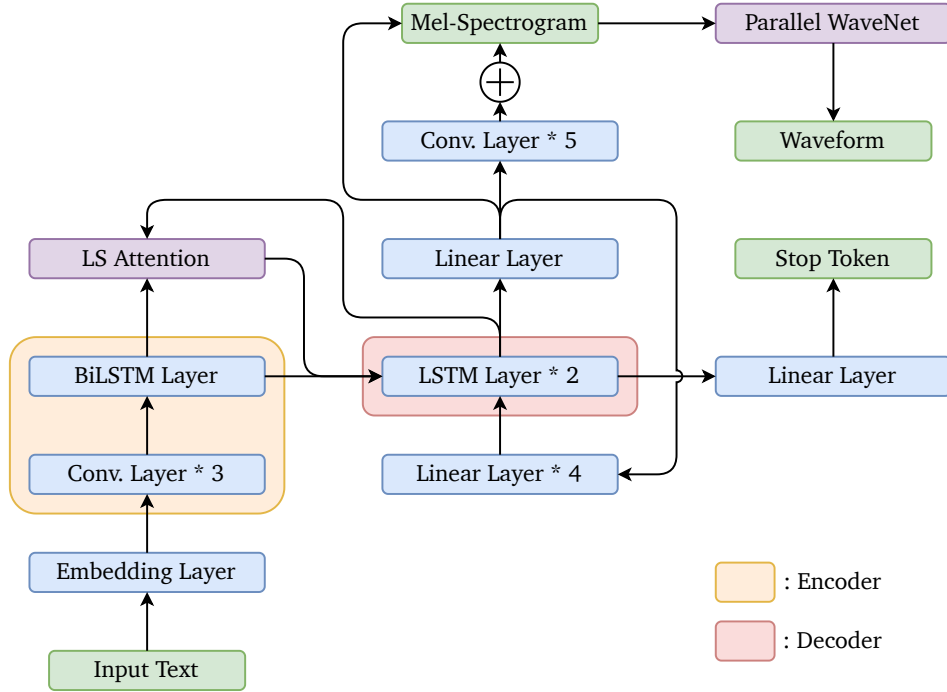 Mel-Spectrogram
Parallel WaveNet
Conv. Layer * 5
Waveform
LS Attention
Linear Layer
Stop Token
BiLSTM Layer
LSTM Layer * 2
Linear Layer
Conv. Layer * 3
Linear Layer * 4
Embedding Layer
: Encoder
: Decoder
Input Text